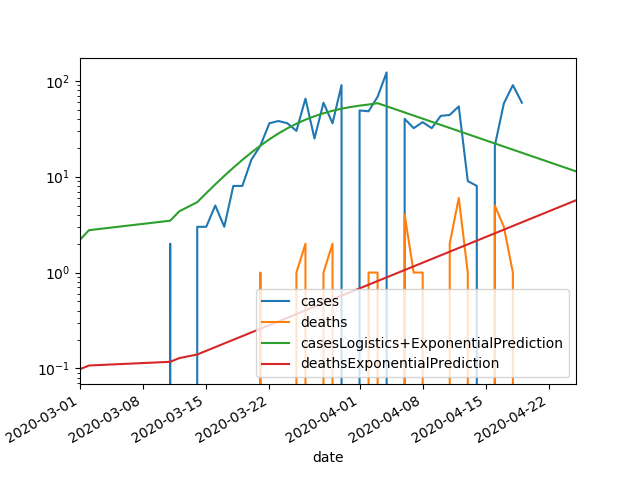 10²
10¹
10⁰
10⁻¹
cases
deaths
casesLogistics+ExponentialPrediction
deathsExponentialPrediction
2020-03-01
2020-03-08
2020-03-15
2020-03-22
2020-04-01
2020-04-08
2020-04-15
2020-04-22
date